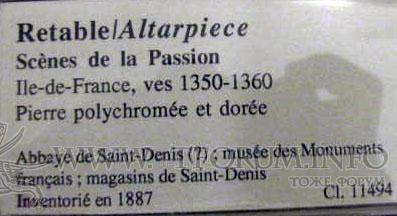 Retable/Altarpiece
Scènes de la Passion
Ile-de-France, ves 1350-1360
Pierre polychromée et dorée
Abbaye de Saint-Denis (?) ; musée des Monuments
français ; magasins de Saint-Denis
Inventorié en 1887 Cl. 11494